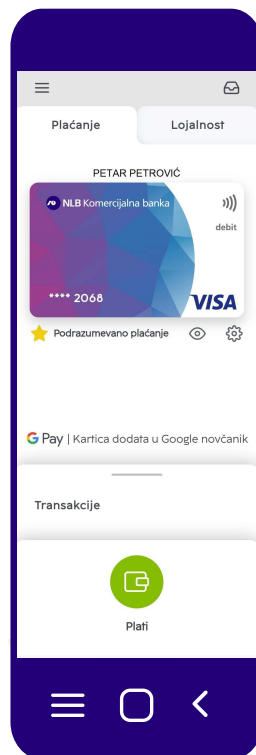 Plaćanje
Lojalnost
PETAR PETROVIĆ
NLB Komercijalna banka
debit
**** 2068
VISA
Podrazumevano plaćanje
G Pay | Kartica dodata u Google novčanik
Transakcije
Plati